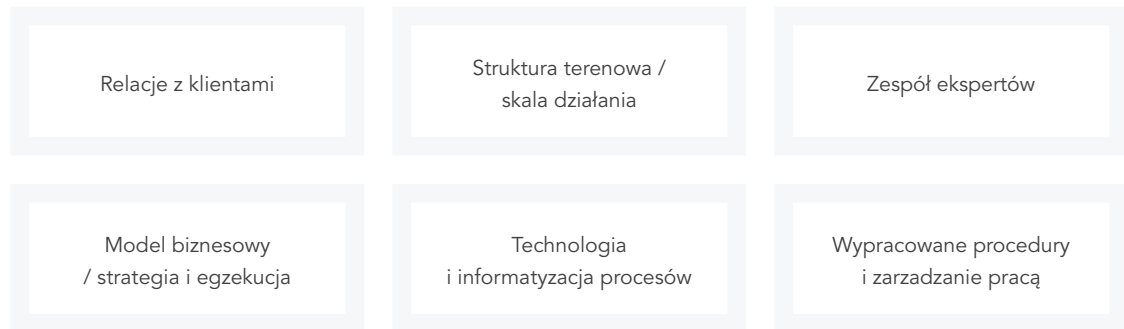 Relacje z klientami
Struktura terenowa /
skala działania
Zespół ekspertów
Model biznesowy
/ strategia i egzekucja
Technologia
i informatyzacja procesów
Wypracowane procedury
i zarzadzanie pracą